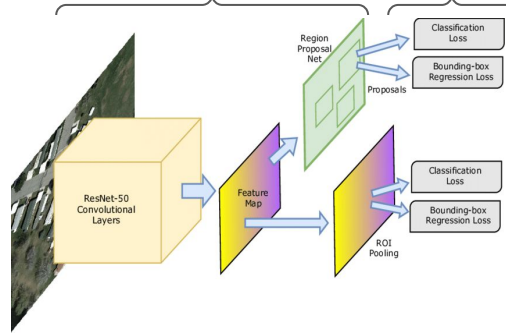 Region
Proposal
Net
Proposals
Classification
Loss
Bounding-box
Regression Loss
ResNet-50
Convolutional
Layers
Feature
Map
ROI
Pooling
Classification
Loss
Bounding-box
Regression Loss